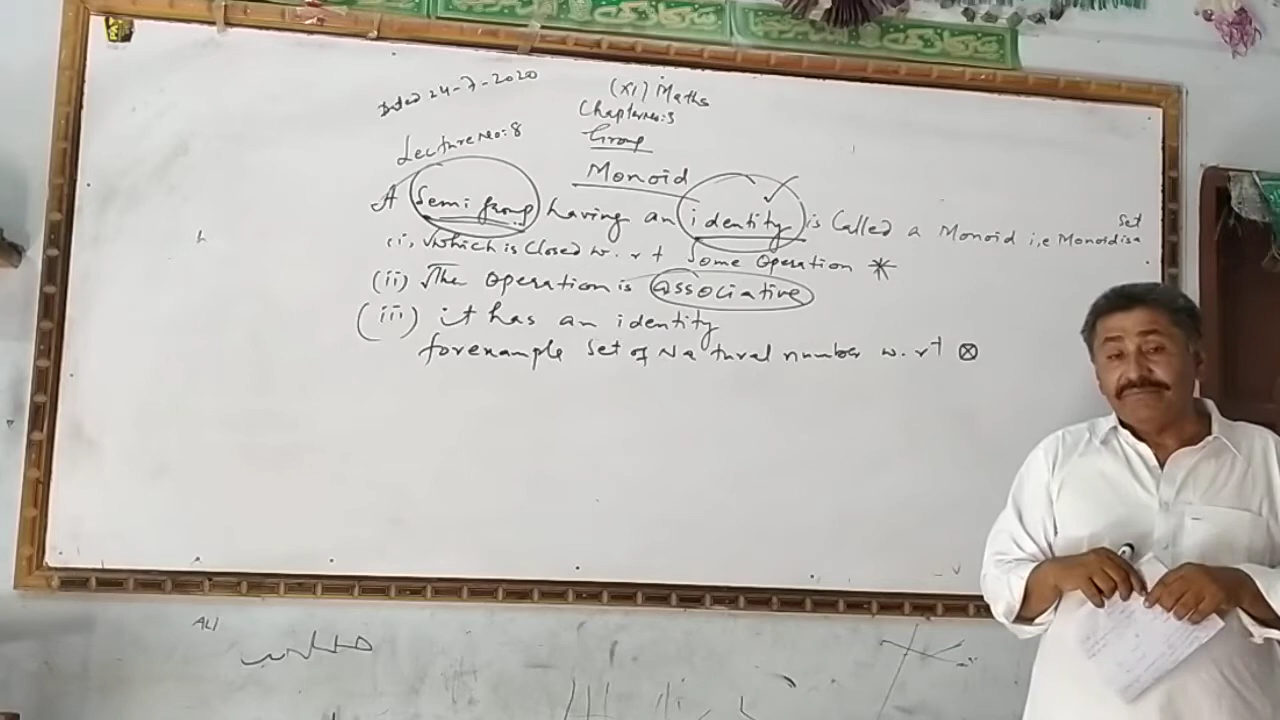 Dated 24-7-2020
(XI) Maths
Chapter No:3
Lecture No:8
Group
Monoid
A Semi group having an identity is Called a Monoid i,e Monoid is a Set
(i, which is Closed w.r.t Some Operation *
(ii) The Operation is associative
(iii) it has an identity
for example Set of Natural number w.r.t ⊗
ALI